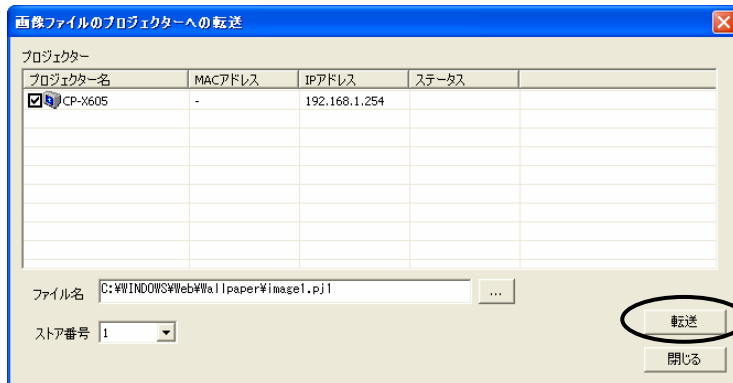 画像ファイルのプロジェクターへの転送
プロジェクター
プロジェクター名 MACアドレス IPアドレス ステータス
CP-X605 - 192.168.1.254
ファイル名 C:¥WINDOWS¥Web¥Wallpaper¥image1.pj1 ...
ストア番号 1
転送
閉じる